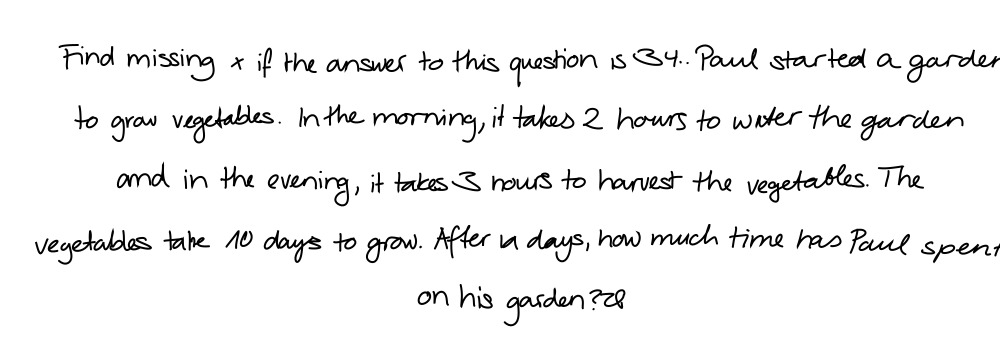 Find missing x if the answer to this question is 34.. Paul started a garden
to grow vegetables. In the morning, it takes 2 hours to water the garden
and in the evening, it takes 3 hours to harvest the vegetables. The
vegetables take 10 days to grow. After x days, how much time has Paul spent
on his garden?